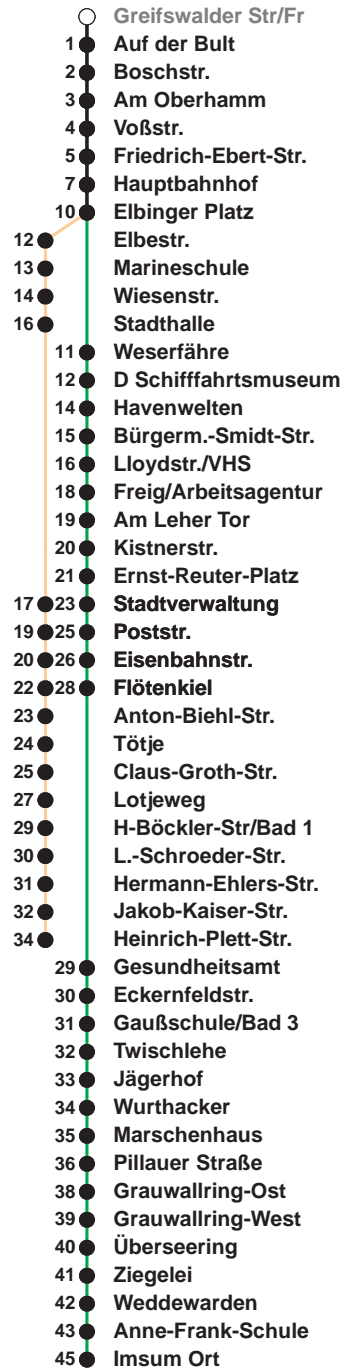 Greifswalder Str/Fr
1 Auf der Bult
2 Boschstr.
3 Am Oberhamm
4 Voßstr.
5 Friedrich-Ebert-Str.
7 Hauptbahnhof
10 Elbinger Platz
12 Elbestr.
13 Marineschule
14 Wiesenstr.
16 Stadthalle
11 Weserfähre
12 D Schifffahrtsmuseum
14 Havenwelten
15 Bürgerm.-Smidt-Str.
16 Lloydstr./VHS
18 Freig/Arbeitsagentur
19 Am Leher Tor
20 Kistnerstr.
21 Ernst-Reuter-Platz
17 23 Stadtverwaltung
19 25 Poststr.
20 26 Eisenbahnstr.
22 28 Flötenkiel
23 Anton-Biehl-Str.
24 Tötje
25 Claus-Groth-Str.
27 Lotjeweg
29 H-Böckler-Str/Bad 1
30 L.-Schroeder-Str.
31 Hermann-Ehlers-Str.
32 Jakob-Kaiser-Str.
34 Heinrich-Plett-Str.
29 Gesundheitsamt
30 Eckernfeldstr.
31 Gaußschule/Bad 3
32 Twischlehe
33 Jägerhof
34 Wurthacker
35 Marschenhaus
36 Pillauer Straße
38 Grauwallring-Ost
39 Grauwallring-West
40 Überseering
41 Ziegelei
42 Weddewarden
43 Anne-Frank-Schule
45 Imsum Ort